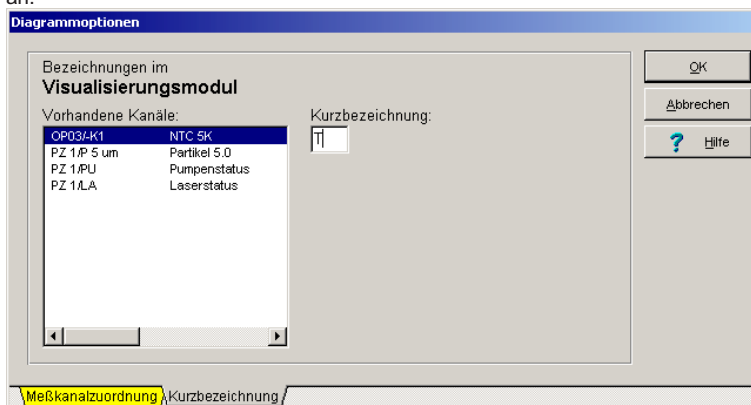 an.
Diagrammoptionen
Bezeichnungen im
Visualisierungsmodul
Vorhandene Kanäle:
OP03/-K1 NTC 5K
PZ 1/P 5 um Partikel 5.0
PZ 1/PU Pumpenstatus
PZ 1/LA Laserstatus
Kurzbezeichnung:
T
OK
Abbrechen
? Hilfe
Meßkanalzuordnung Kurzbezeichnung